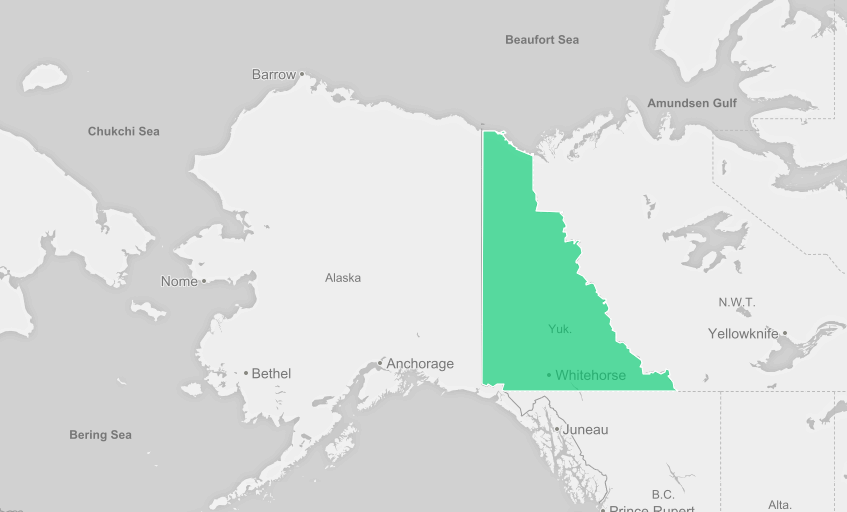 Beaufort Sea
Barrow
Amundsen Gulf
Chukchi Sea
Alaska
Nome
N.W.T.
Yuk.
Yellowknife
Anchorage
Bethel
Whitehorse
Juneau
Bering Sea
B.C.
Alta.
Prince Rupert